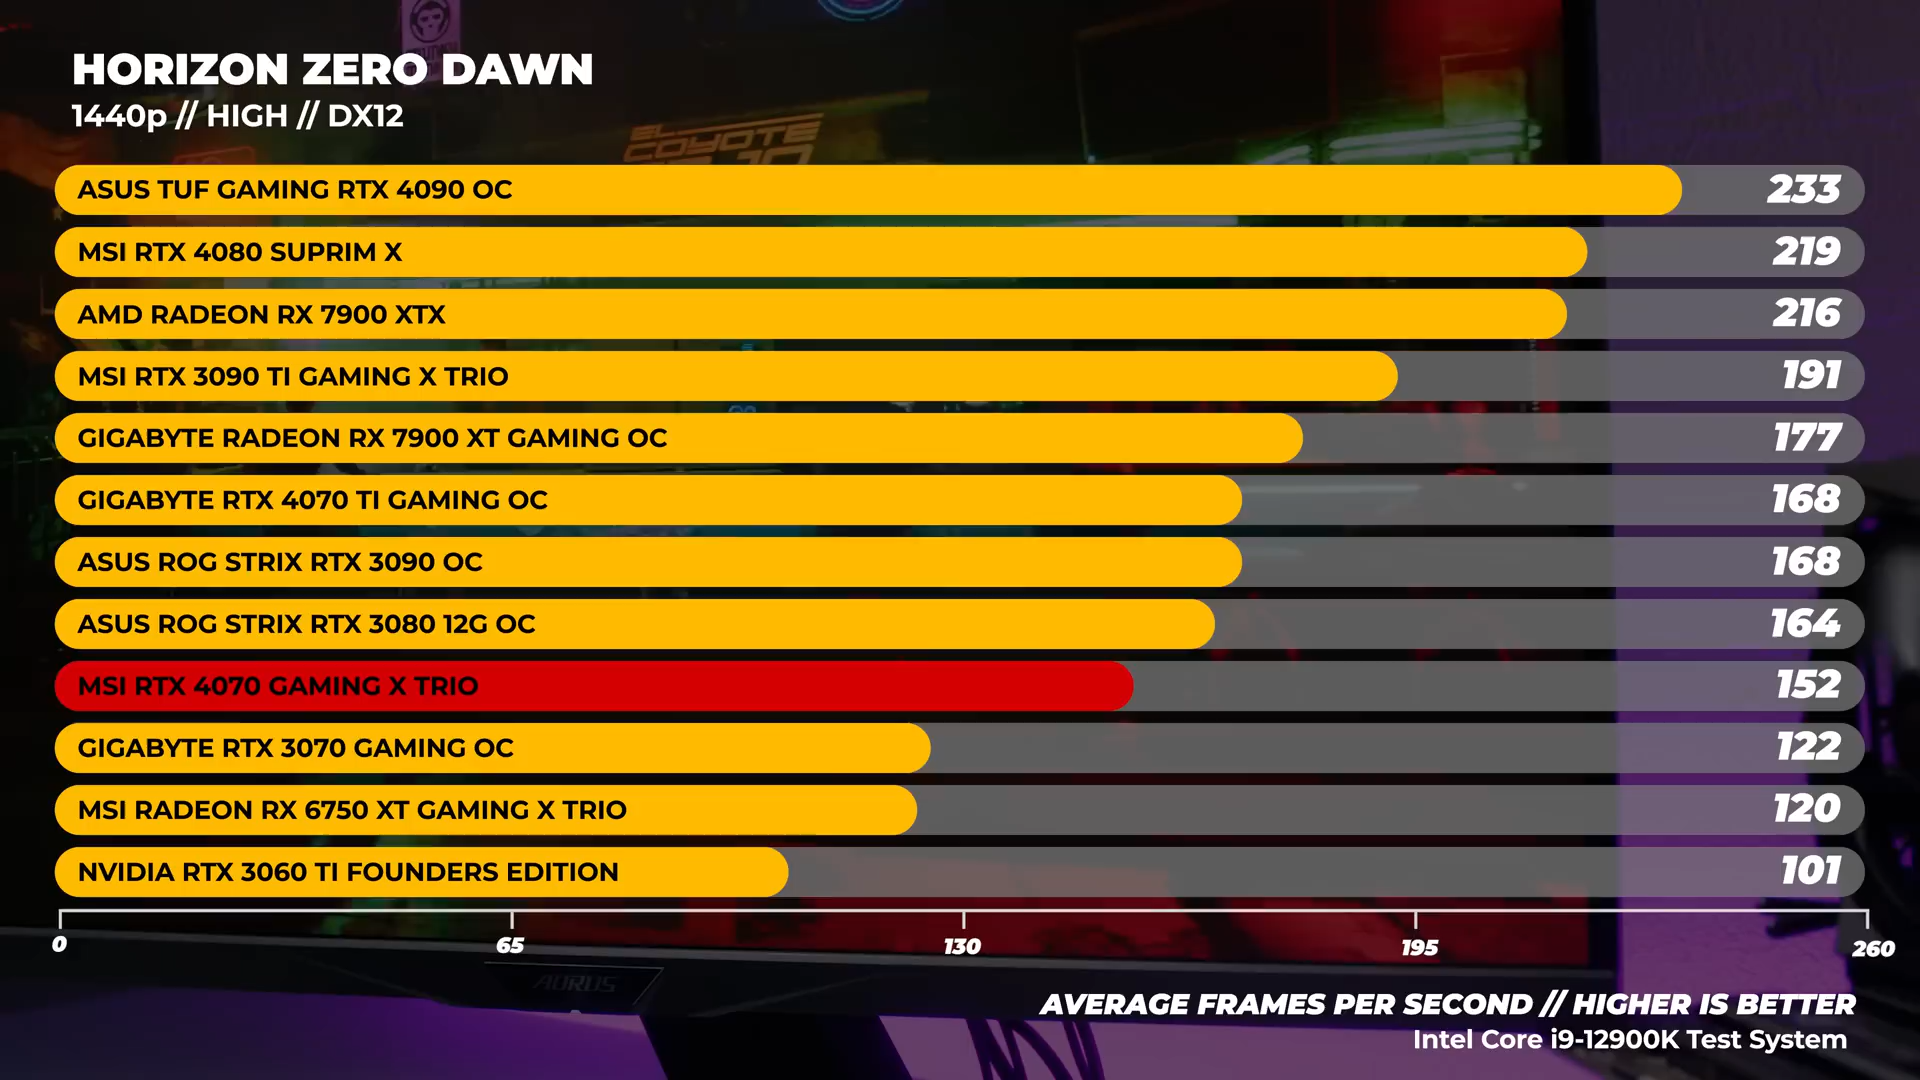 HORIZON ZERO DAWN
1440p // HIGH // DX12
EL
COYOTE
ASUS TUF GAMING RTX 4090 OC 233
MSI RTX 4080 SUPRIM X 219
AMD RADEON RX 7900 XTX 216
MSI RTX 3090 TI GAMING X TRIO 191
GIGABYTE RADEON RX 7900 XT GAMING OC 177
GIGABYTE RTX 4070 TI GAMING OC 168
ASUS ROG STRIX RTX 3090 OC 168
ASUS ROG STRIX RTX 3080 12G OC 164
MSI RTX 4070 GAMING X TRIO 152
GIGABYTE RTX 3070 GAMING OC 122
MSI RADEON RX 6750 XT GAMING X TRIO 120
NVIDIA RTX 3060 TI FOUNDERS EDITION 101
0 65 130 195 260
AORUS
AVERAGE FRAMES PER SECOND // HIGHER IS BETTER
Intel Core i9-12900K Test System